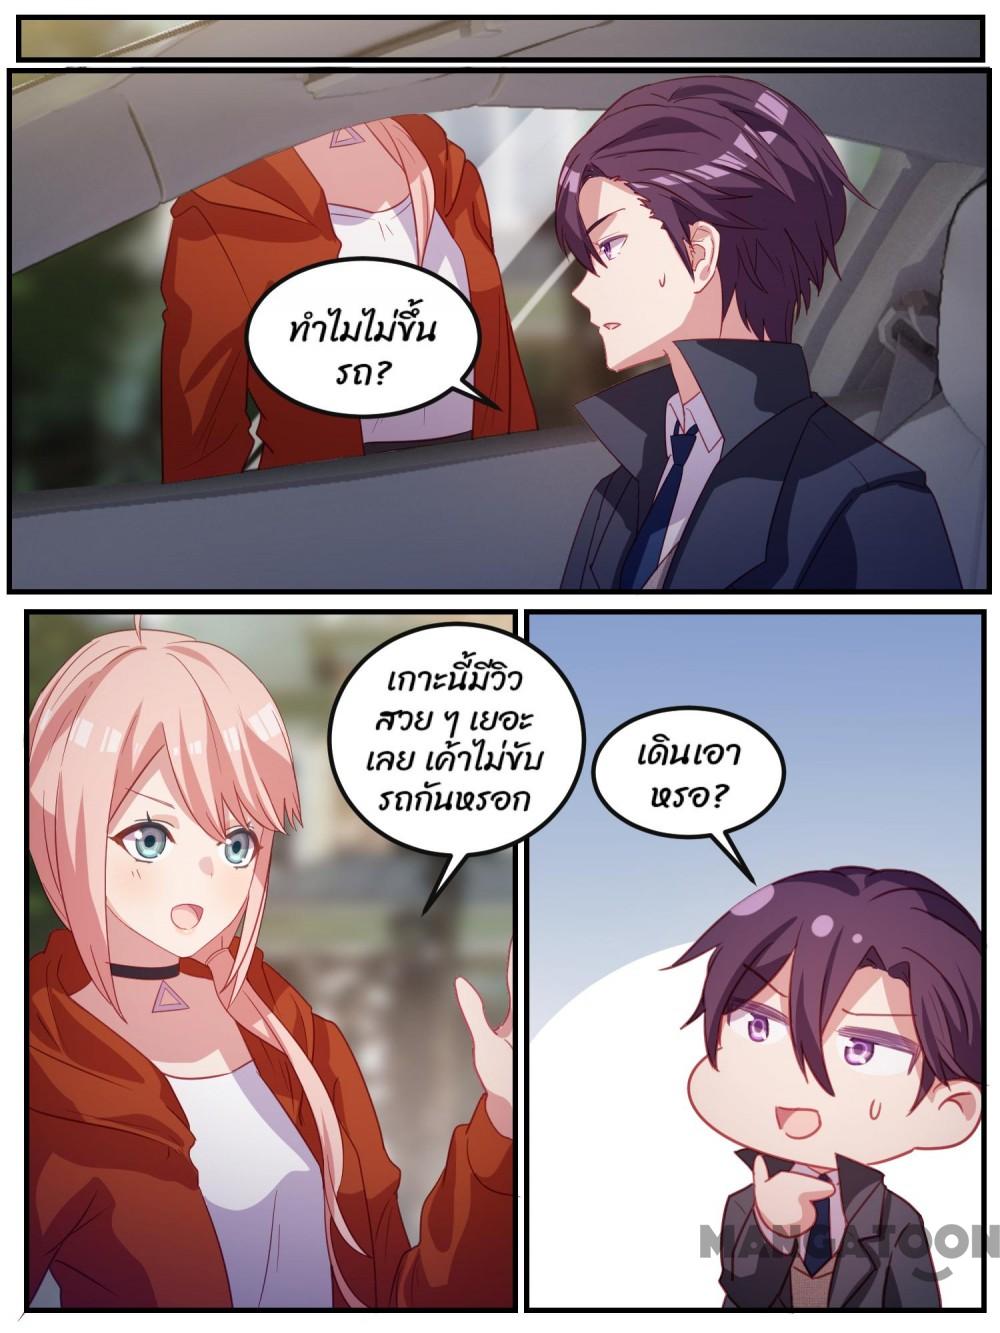 ทำไมไม่ขึ้น
รถ?
เกาะนี้มีวิว
สวย ๆ เยอะ
เลย เค้าไม่ขับ
รถกันหรอก
เดินเอา
หรอ?
MANGATOON